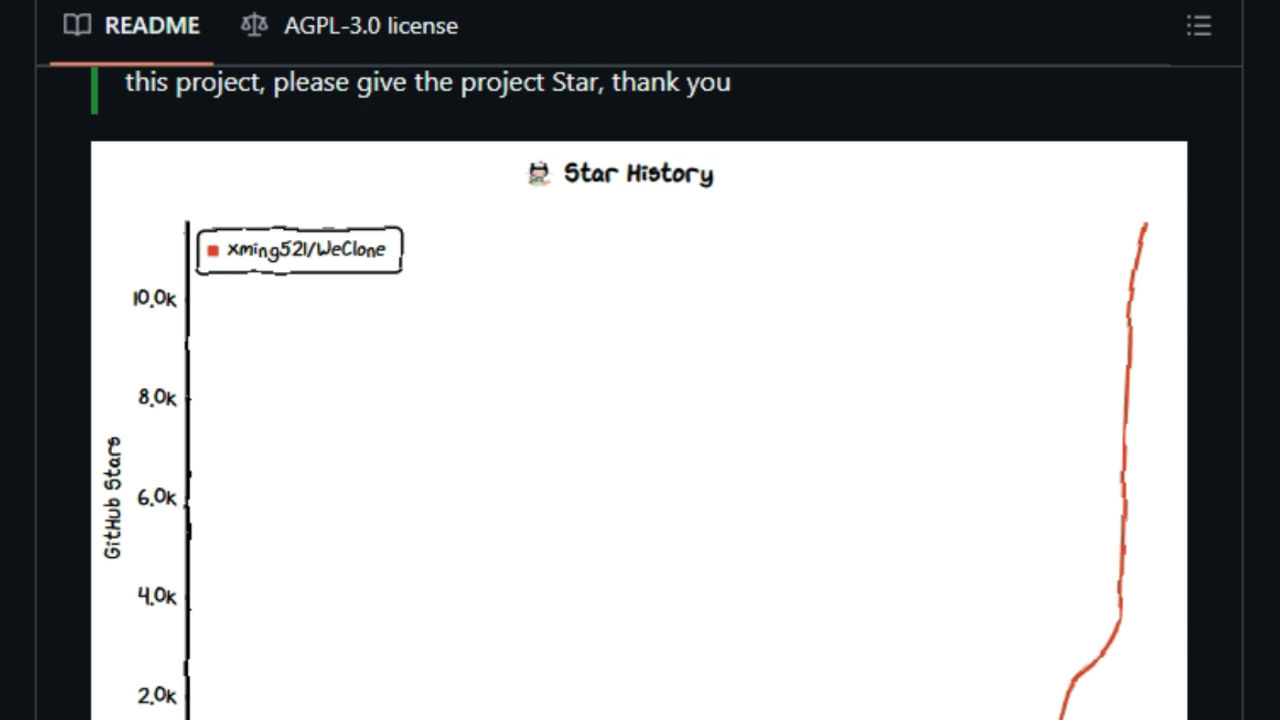 README
AGPL-3.0 license
this project, please give the project Star, thank you
Star History
xming521/WeClone
10.0k
8.0k
6.0k
4.0k
2.0k
GitHub Stars